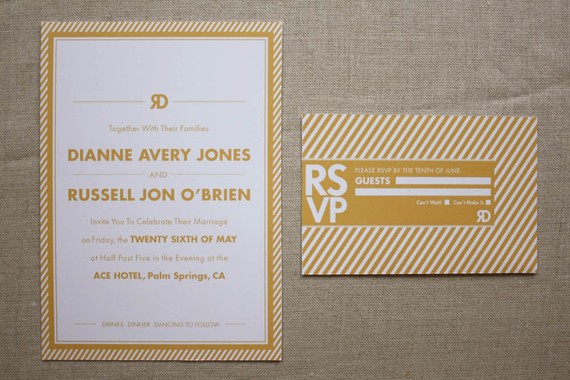 RD
Together With Their Families
DIANNE AVERY JONES
AND
RUSSELL JON O'BRIEN
Invite You To Celebrate Their Marriage
on Friday, the TWENTY SIXTH OF MAY
at Half Past Five in the Evening at the
ACE HOTEL, Palm Springs, CA
DRINKS · DINNER · DANCING TO FOLLOW
RS
VP
PLEASE RSVP BY THE TENTH OF JUNE.
GUESTS
Can't Wait! Can't Make it.
RD